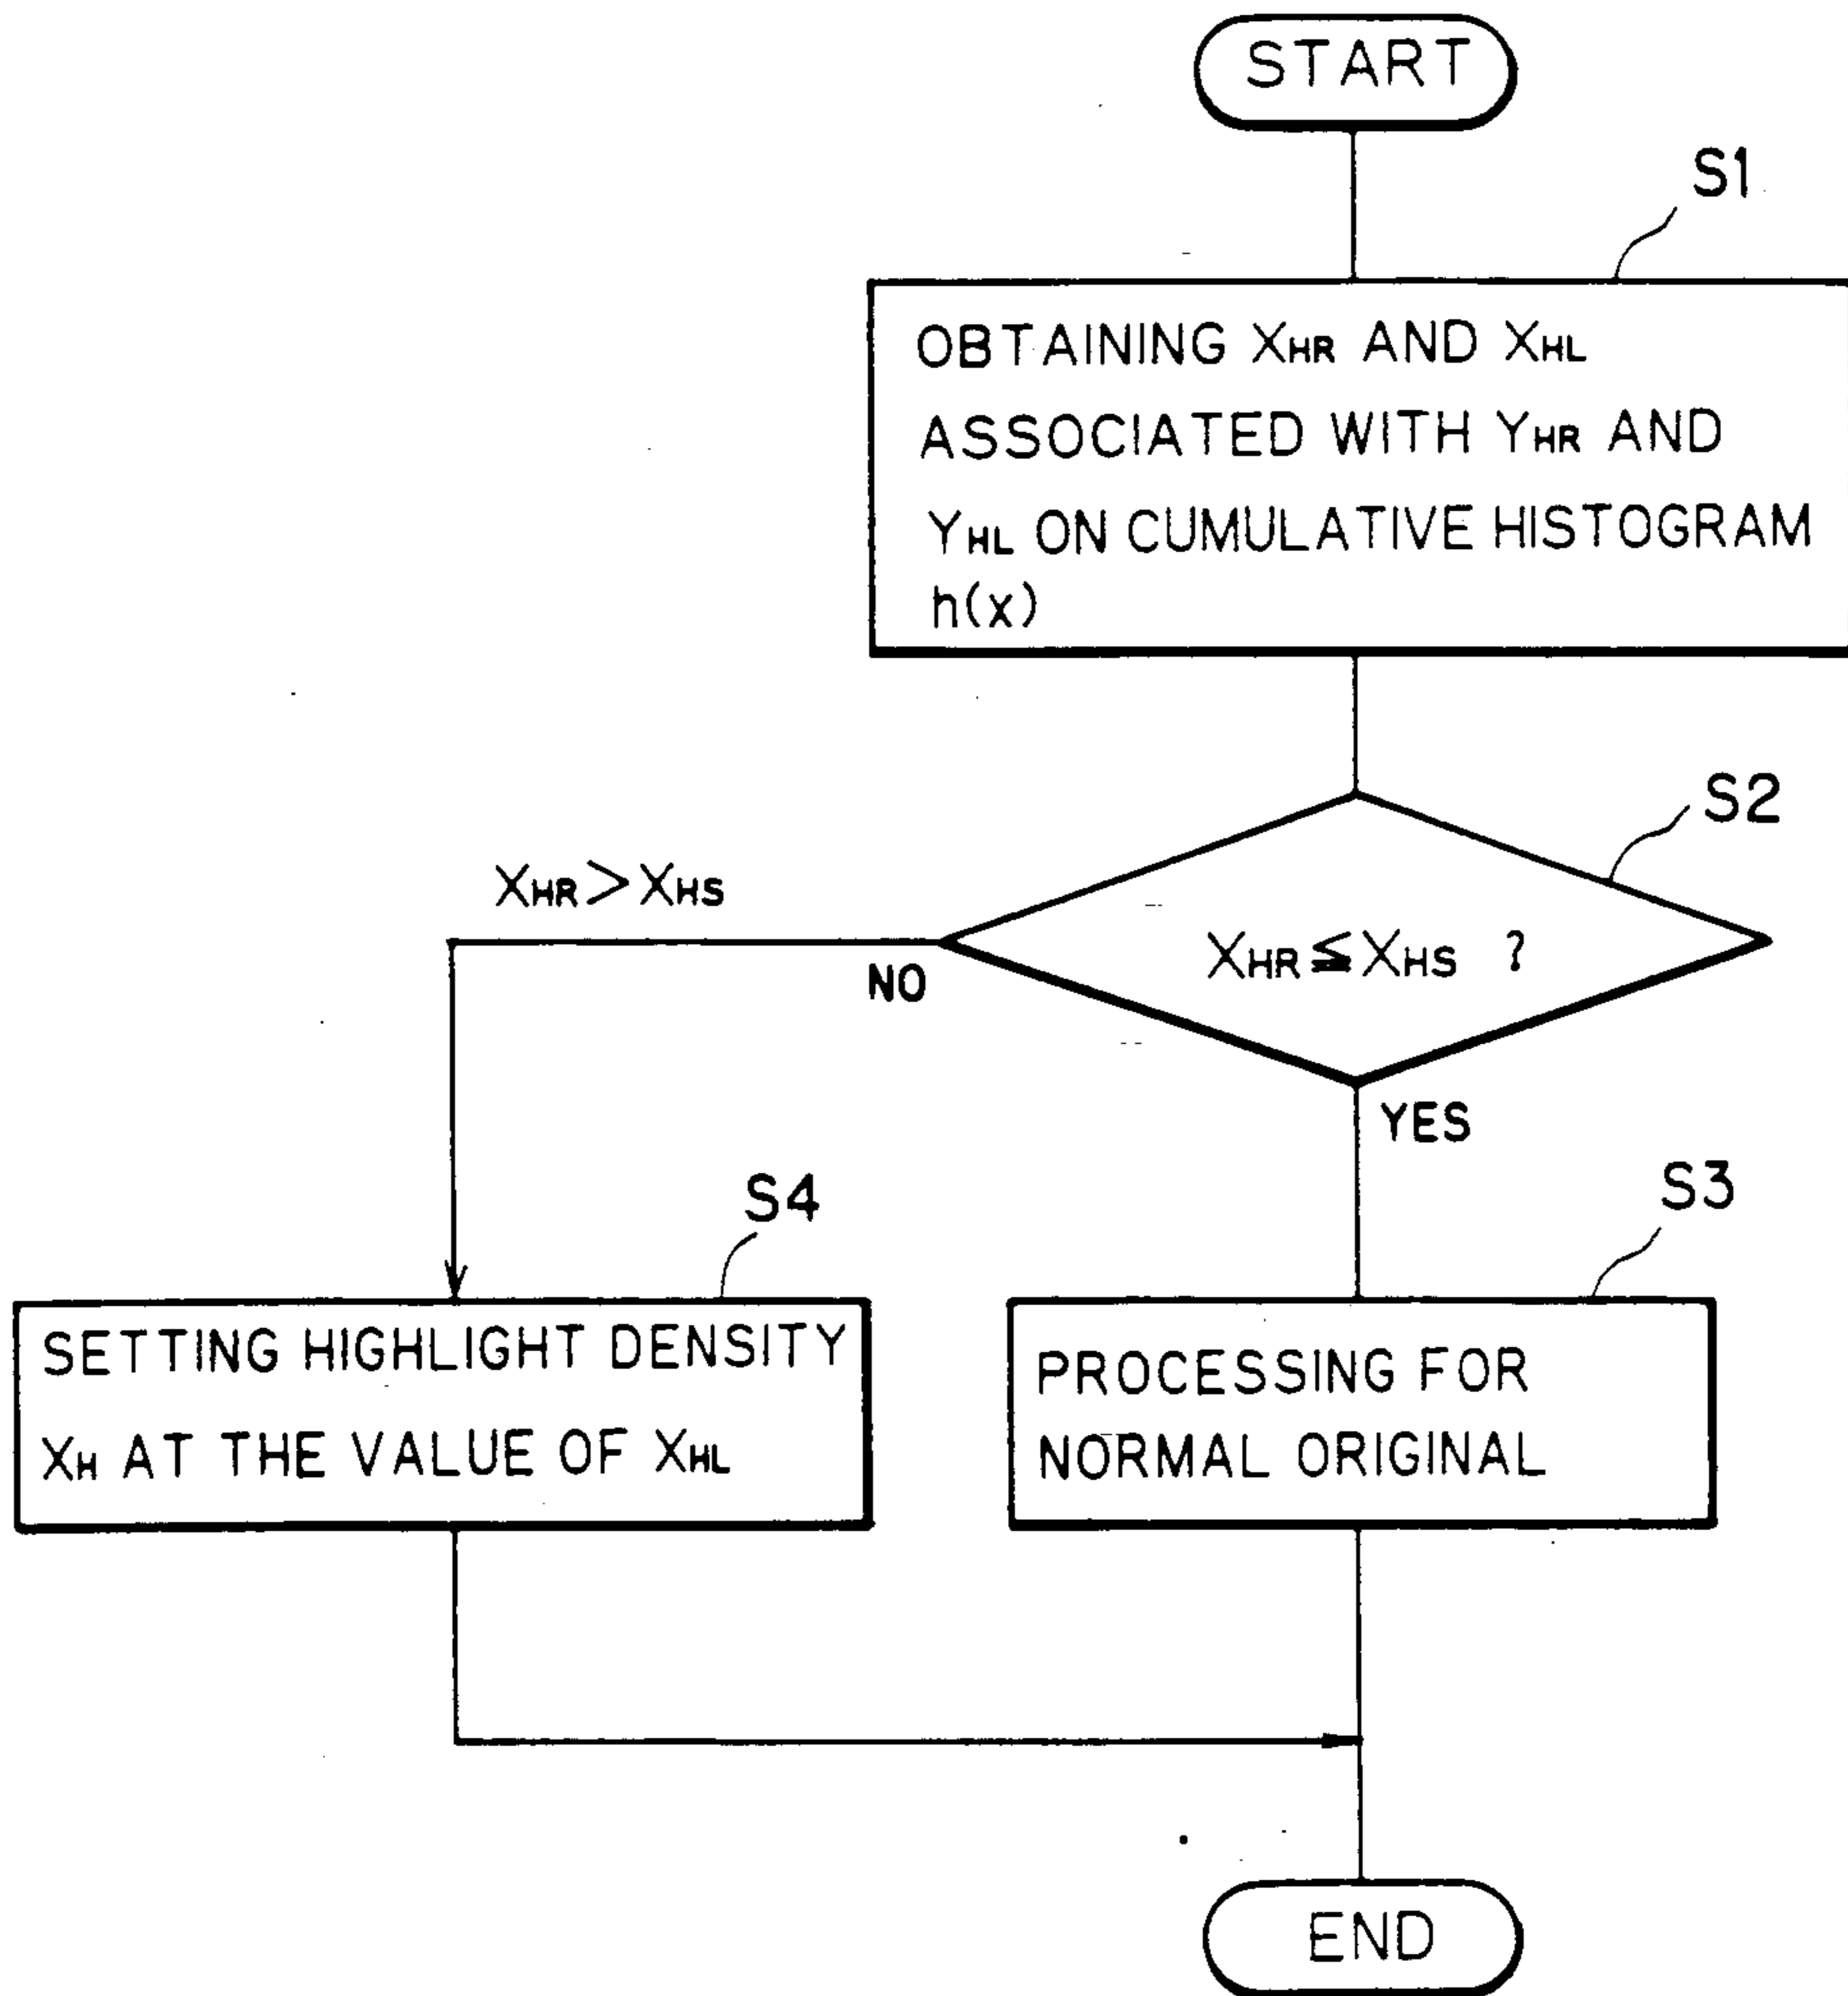 START
S1
OBTAINING XHR AND XHL
ASSOCIATED WITH YHR AND
YHL ON CUMULATIVE HISTOGRAM
h(x)
S2
XHR>XHS
XHR≦XHS ?
NO
YES
S4
S3
SETTING HIGHLIGHT DENSITY
XH AT THE VALUE OF XHL
PROCESSING FOR
NORMAL ORIGINAL
END